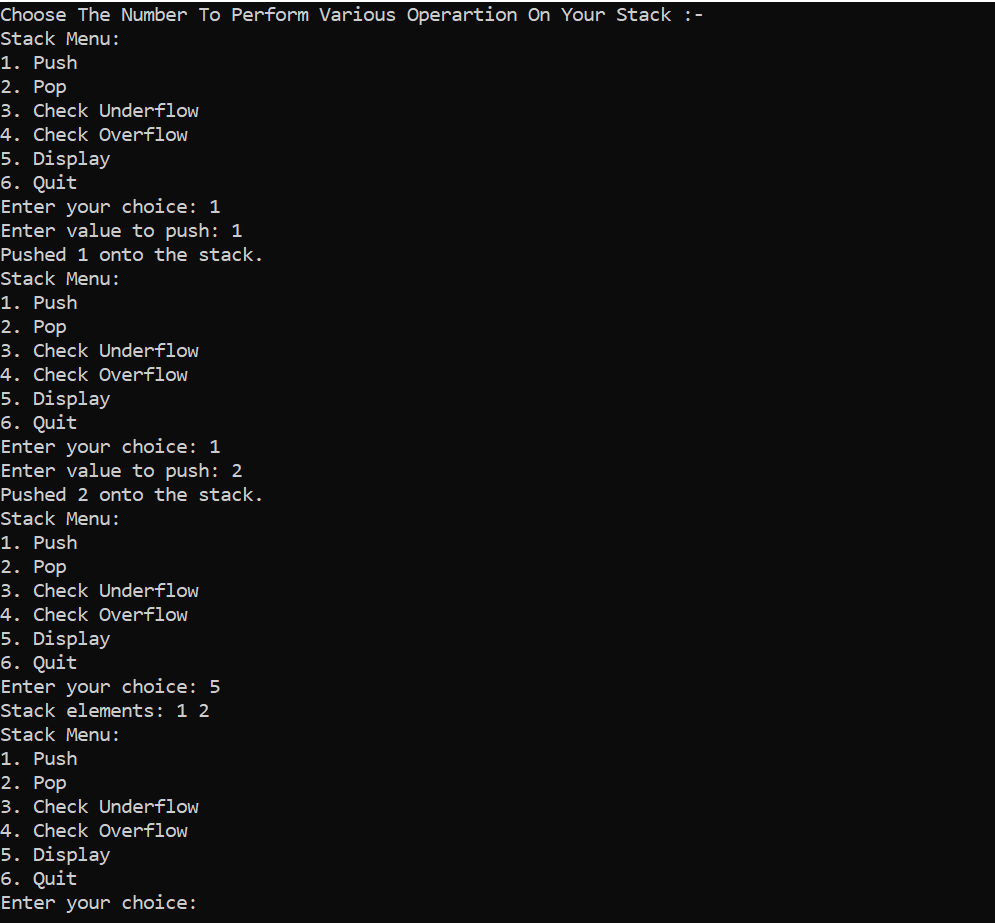 Choose The Number To Perform Various Operartion On Your Stack :-
Stack Menu:
1. Push
2. Pop
3. Check Underflow
4. Check Overflow
5. Display
6. Quit
Enter your choice: 1
Enter value to push: 1
Pushed 1 onto the stack.
Stack Menu:
1. Push
2. Pop
3. Check Underflow
4. Check Overflow
5. Display
6. Quit
Enter your choice: 1
Enter value to push: 2
Pushed 2 onto the stack.
Stack Menu:
1. Push
2. Pop
3. Check Underflow
4. Check Overflow
5. Display
6. Quit
Enter your choice: 5
Stack elements: 1 2
Stack Menu:
1. Push
2. Pop
3. Check Underflow
4. Check Overflow
5. Display
6. Quit
Enter your choice: